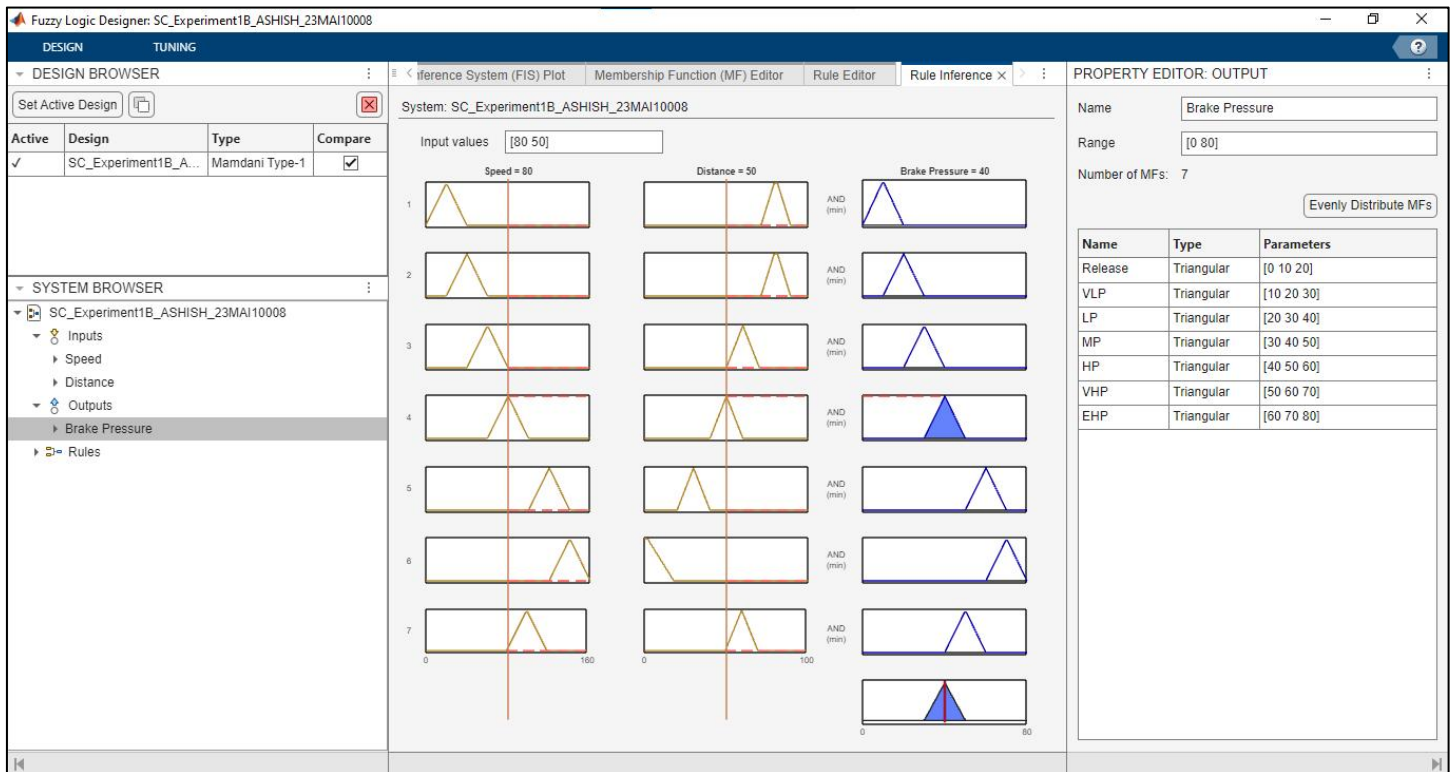 Fuzzy Logic Designer: SC_Experiment1B_ASHISH_23MAI10008
DESIGN TUNING
?
DESIGN BROWSER
Set Active Design
Active Design Type Compare
✓ SC_Experiment1B_A... Mamdani Type-1 ✓
SYSTEM BROWSER
SC_Experiment1B_ASHISH_23MAI10008
Inputs
Speed
Distance
Outputs
Brake Pressure
Rules
ference System (FIS) Plot Membership Function (MF) Editor Rule Editor Rule Inference ×
System: SC_Experiment1B_ASHISH_23MAI10008
Input values [80 50]
Speed = 80 Distance = 50 Brake Pressure = 40
1 AND
(min)
2 AND
(min)
3 AND
(min)
4 AND
(min)
5 AND
(min)
6 AND
(min)
7 AND
(min)
0 160 0 100
0 80
PROPERTY EDITOR: OUTPUT
Name Brake Pressure
Range [0 80]
Number of MFs: 7
Evenly Distribute MFs
Name Type Parameters
Release Triangular [0 10 20]
VLP Triangular [10 20 30]
LP Triangular [20 30 40]
MP Triangular [30 40 50]
HP Triangular [40 50 60]
VHP Triangular [50 60 70]
EHP Triangular [60 70 80]